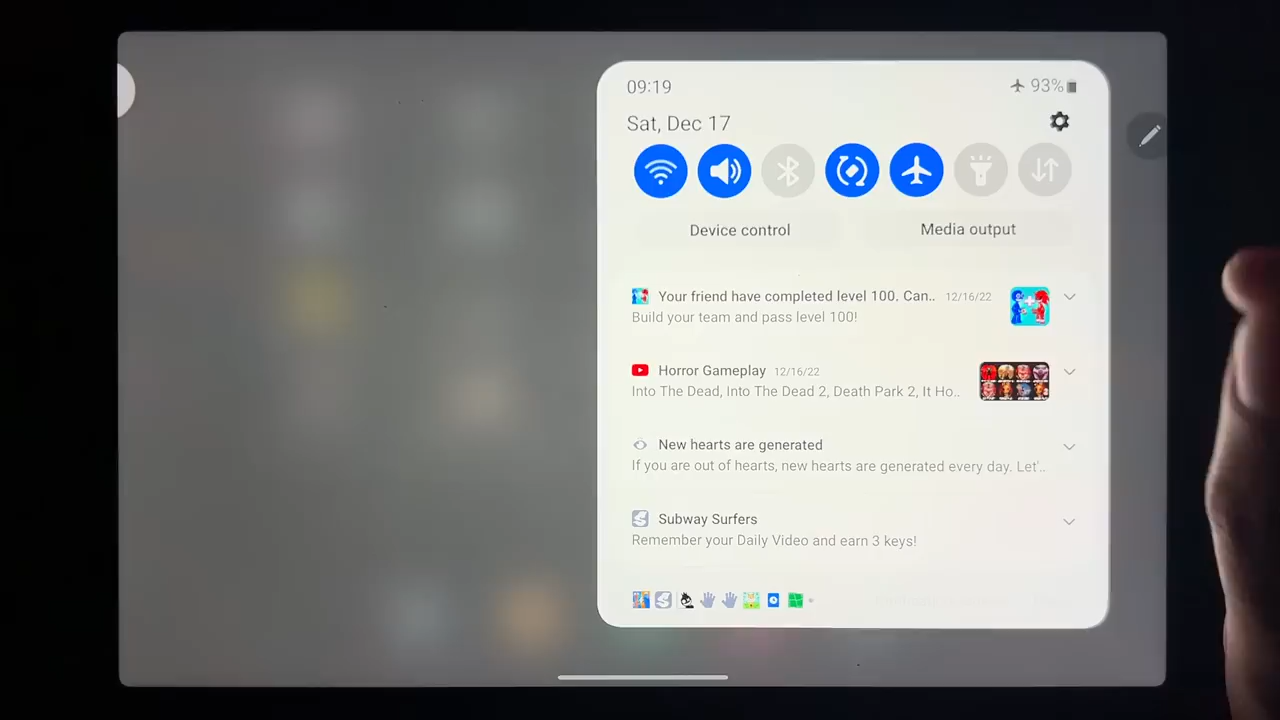 09:19
93%
Sat, Dec 17
Device control
Media output
Your friend have completed level 100. Can.. 12/16/22
Build your team and pass level 100!
Horror Gameplay 12/16/22
Into The Dead, Into The Dead 2, Death Park 2, It Ho..
New hearts are generated
If you are out of hearts, new hearts are generated every day. Let'..
Subway Surfers
Remember your Daily Video and earn 3 keys!